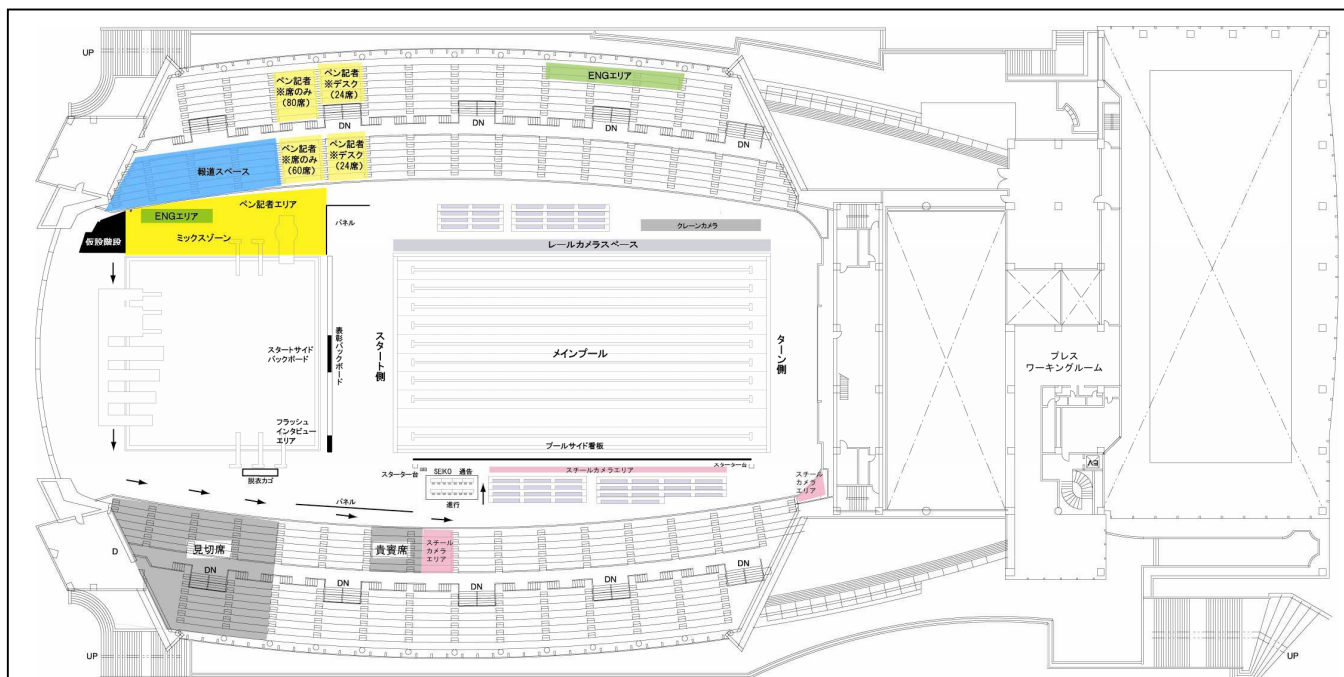 UP
ペン記者
※席のみ
(80席)
ペン記者
※デスク
(24席)
ENGエリア
DN
DN
DN
DN
DN
報道スペース
ペン記者
※席のみ
(60席)
ペン記者
※デスク
(24席)
ペン記者エリア
ENGエリア
ミックスゾーン
仮設階段
パネル
クレーンカメラ
レールカメラスペース
スタートサイド
バックボード
表彰バックボード
スタート側
メインプール
ターン側
プレス
ワーキングルーム
フラッシュ
インタビュー
エリア
プールサイド看板
スターター台
SEIKO 通告
スチールカメラエリア
スターター台
脱衣カゴ
進行
スチール
カメラ
エリア
パネル
EV
D
見切席
貴賓席
スチール
カメラ
エリア
DN
DN
DN
DN
DN
UP
UP